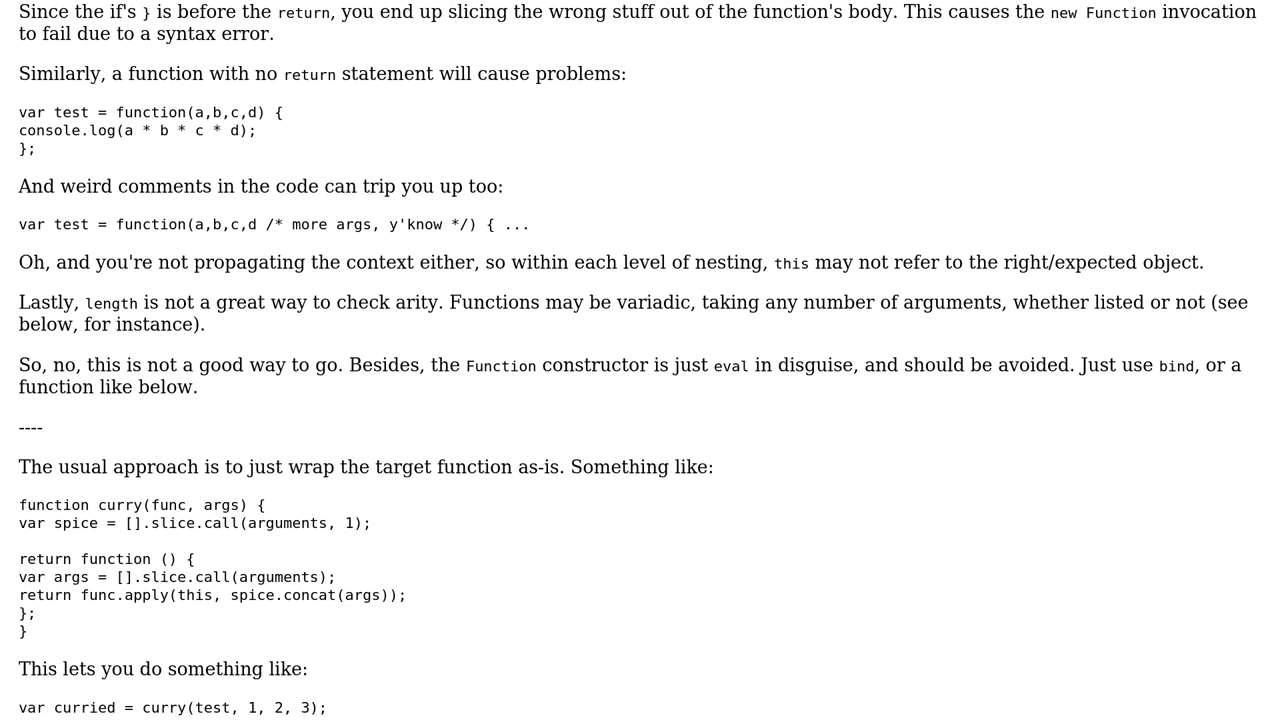 Since the if's } is before the return, you end up slicing the wrong stuff out of the function's body. This causes the new Function invocation
to fail due to a syntax error.
Similarly, a function with no return statement will cause problems:
var test = function(a,b,c,d) {
console.log(a * b * c * d);
};
And weird comments in the code can trip you up too:
var test = function(a,b,c,d /* more args, y'know */) { ...
Oh, and you're not propagating the context either, so within each level of nesting, this may not refer to the right/expected object.
Lastly, length is not a great way to check arity. Functions may be variadic, taking any number of arguments, whether listed or not (see
below, for instance).
So, no, this is not a good way to go. Besides, the Function constructor is just eval in disguise, and should be avoided. Just use bind, or a
function like below.
----
The usual approach is to just wrap the target function as-is. Something like:
function curry(func, args) {
var spice = [].slice.call(arguments, 1);
return function () {
var args = [].slice.call(arguments);
return func.apply(this, spice.concat(args));
};
}
This lets you do something like:
var curried = curry(test, 1, 2, 3);